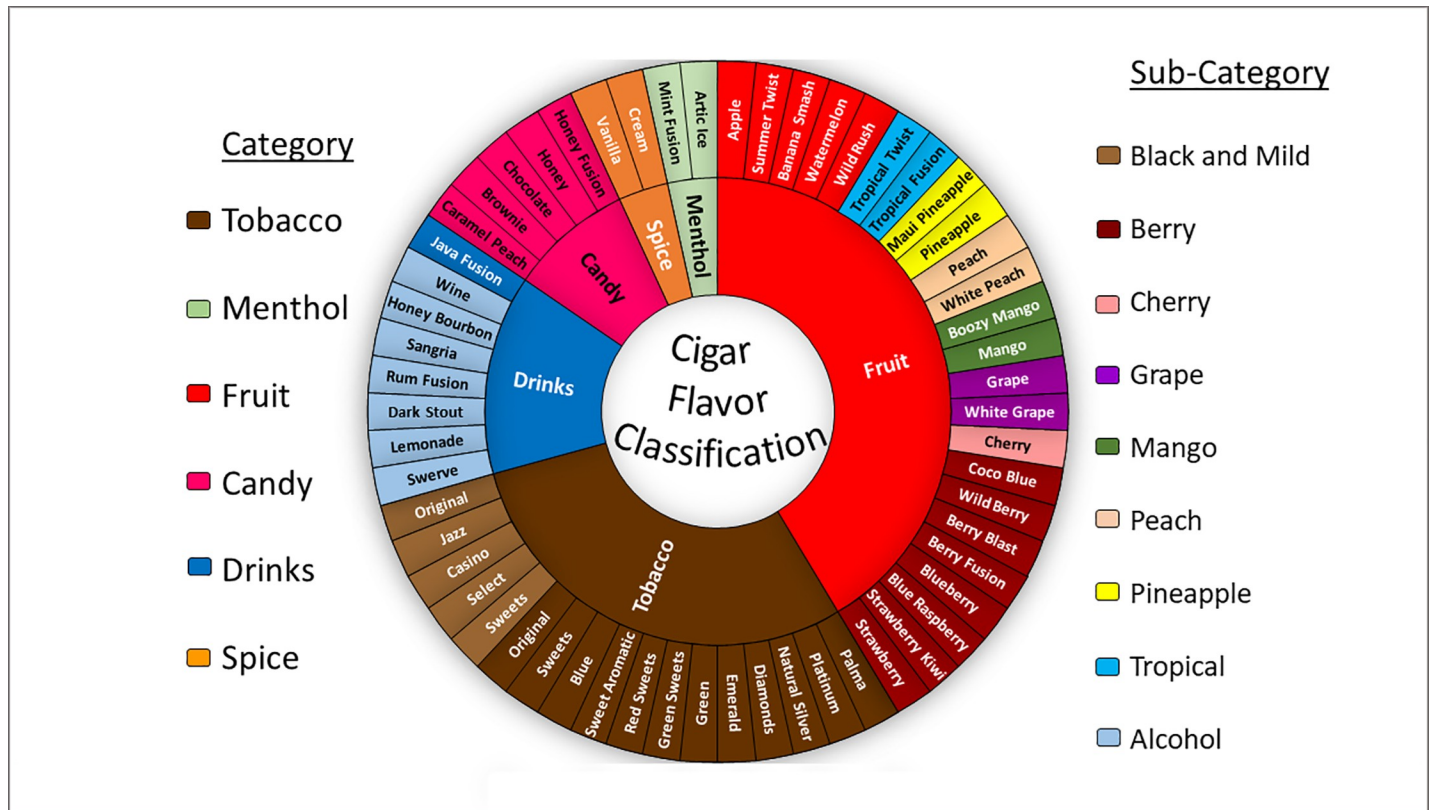 Category
Tobacco
Menthol
Fruit
Candy
Drinks
Spice
Cigar
Flavor
Classification
Fruit
Tobacco
Drinks
Candy
Spice
Menthol
Apple
Summer Twist
Banana Smash
Watermelon
Wild Rush
Tropical Twist
Tropical Fusion
Maui Pineapple
Pineapple
Peach
White Peach
Boozy Mango
Mango
Grape
White Grape
Cherry
Coco Blue
Wild Berry
Berry Blast
Berry Fusion
Blueberry
Blue Raspberry
Strawberry Kiwi
Strawberry
Palma
Platinum
Natural Silver
Diamonds
Emerald
Green
Green Sweets
Red Sweets
Sweet Aromatic
Blue
Sweets
Original
Sweets
Select
Casino
Jazz
Original
Swerve
Lemonade
Dark Stout
Rum Fusion
Sangria
Honey Bourbon
Wine
Java Fusion
Caramel Peach
Brownie
Chocolate
Honey
Honey Fusion
Vanilla
Cream
Mint Fusion
Artic Ice
Sub-Category
Black and Mild
Berry
Cherry
Grape
Mango
Peach
Pineapple
Tropical
Alcohol